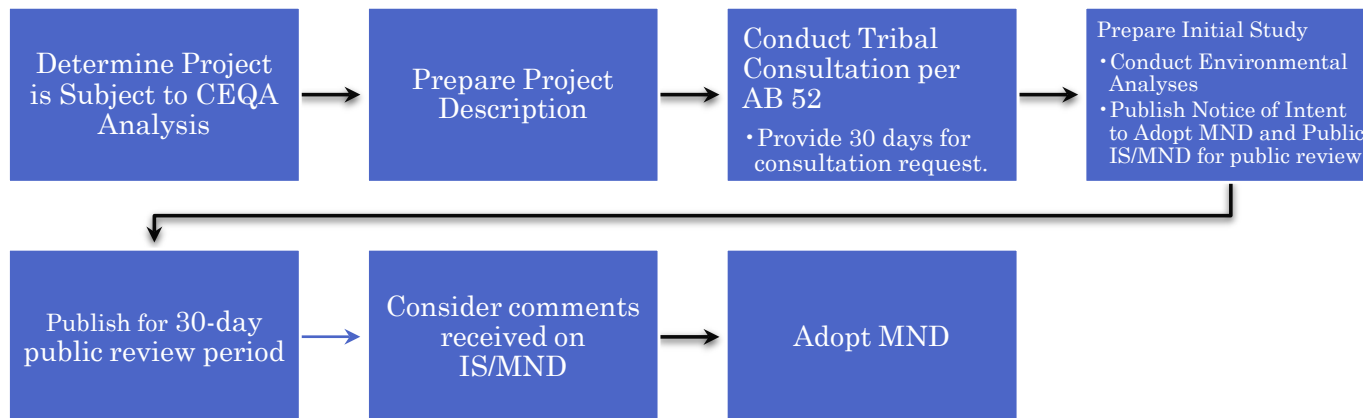 Determine Project
is Subject to CEQA
Analysis
Prepare Project
Description
Conduct Tribal
Consultation per
AB 52
• Provide 30 days for
consultation request.
Prepare Initial Study
• Conduct Environmental
Analyses
• Publish Notice of Intent
to Adopt MND and Public
IS/MND for public review
Publish for 30-day
public review period
Consider comments
received on
IS/MND
Adopt MND